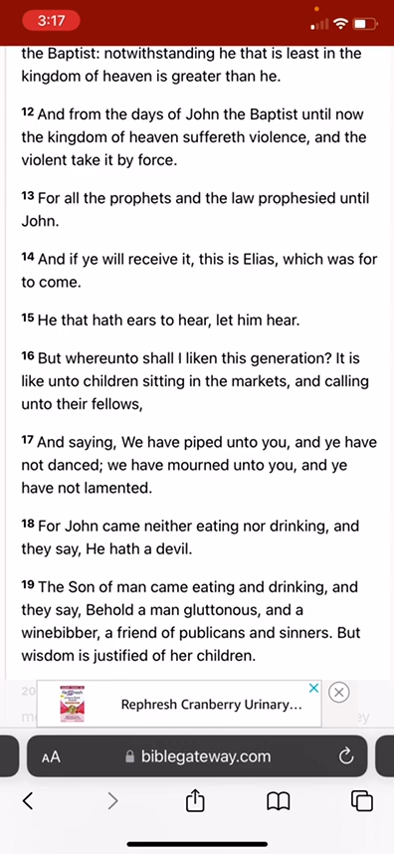 3:17
the Baptist: notwithstanding he that is least in the
kingdom of heaven is greater than he.
12 And from the days of John the Baptist until now
the kingdom of heaven suffereth violence, and the
violent take it by force.
13 For all the prophets and the law prophesied until
John.
14 And if ye will receive it, this is Elias, which was for
to come.
15 He that hath ears to hear, let him hear.
16 But whereunto shall I liken this generation? It is
like unto children sitting in the markets, and calling
unto their fellows,
17 And saying, We have piped unto you, and ye have
not danced; we have mourned unto you, and ye
have not lamented.
18 For John came neither eating nor drinking, and
they say, He hath a devil.
19 The Son of man came eating and drinking, and
they say, Behold a man gluttonous, and a
winebibber, a friend of publicans and sinners. But
wisdom is justified of her children.
20
Rephresh Cranberry Urinary...
AA biblegateway.com